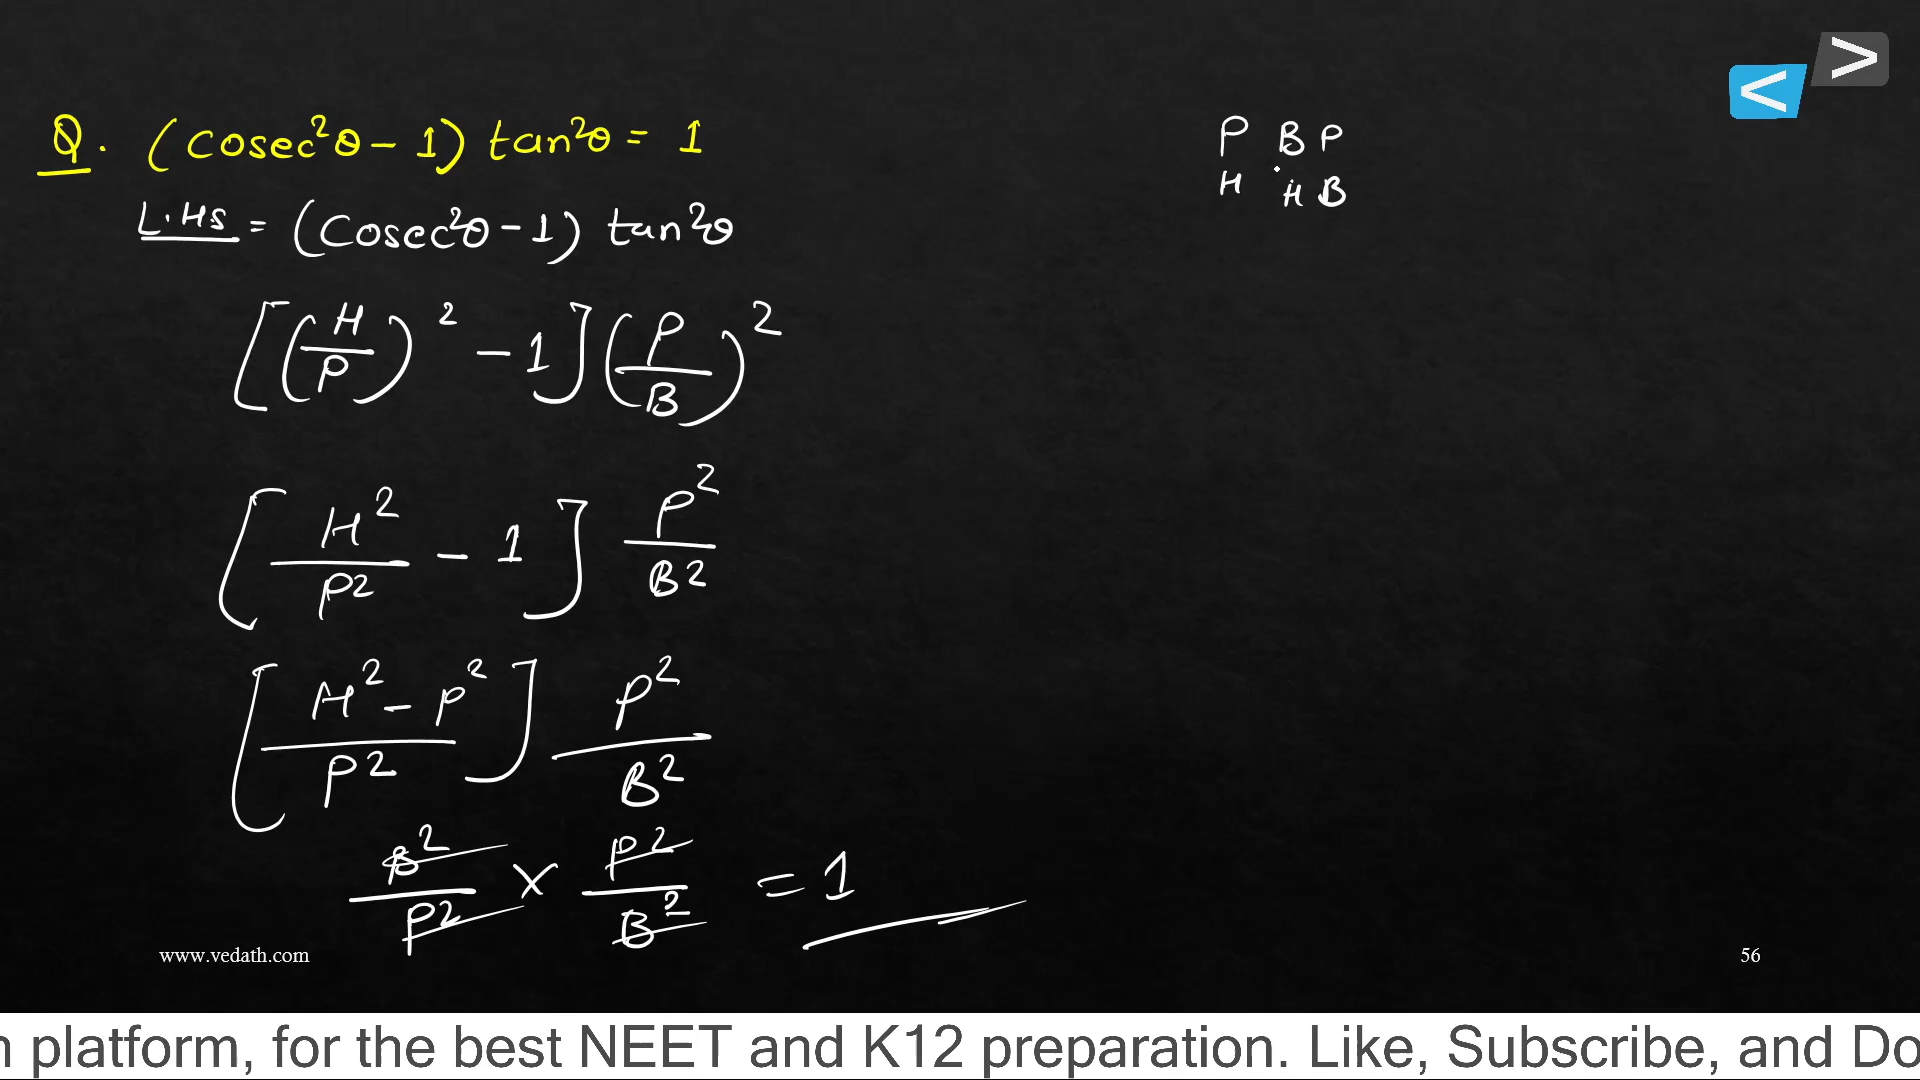 Q. (cosec²θ - 1) tan²θ = 1
P B P
H H B
L.HS = (Cosec²θ - 1) tan²θ
[(H/P)² - 1] (P/B)²
[H²/P² - 1] P²/B²
[H² - P²/P²] P²/B²
B²/P² × P²/B² = 1
www.vedath.com
56
platform, for the best NEET and K12 preparation. Like, Subscribe, and Do